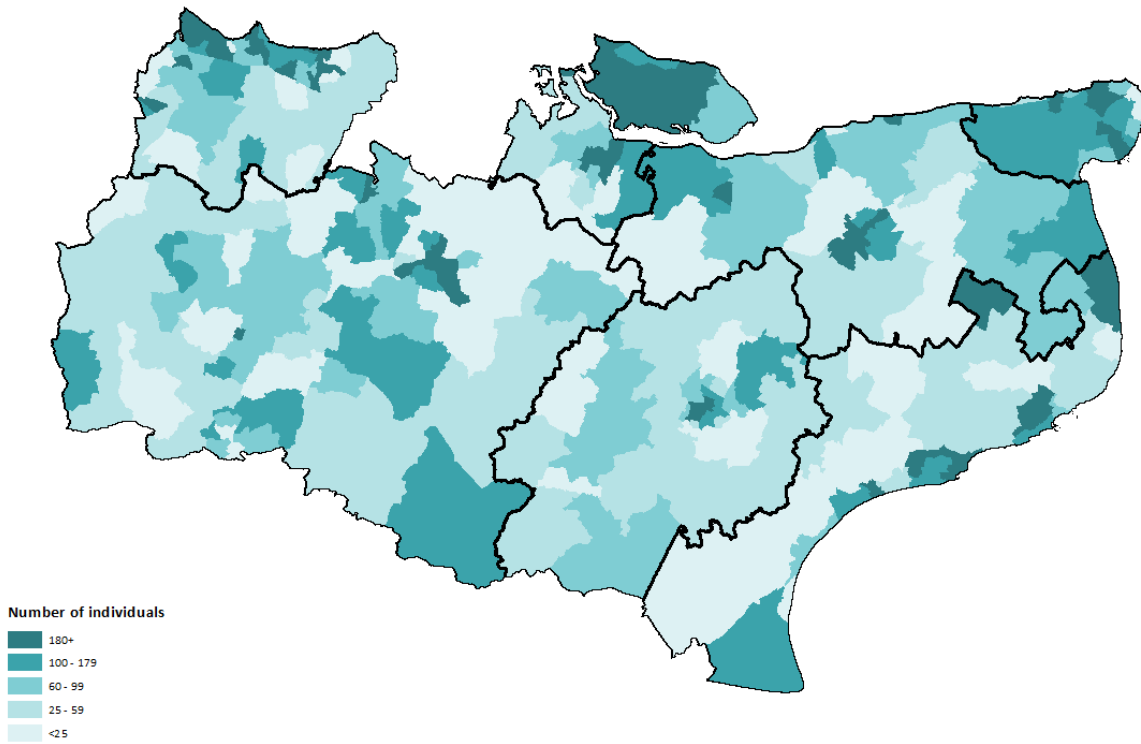 Number of individuals
180+
100 - 179
60 - 99
25 - 59
<25